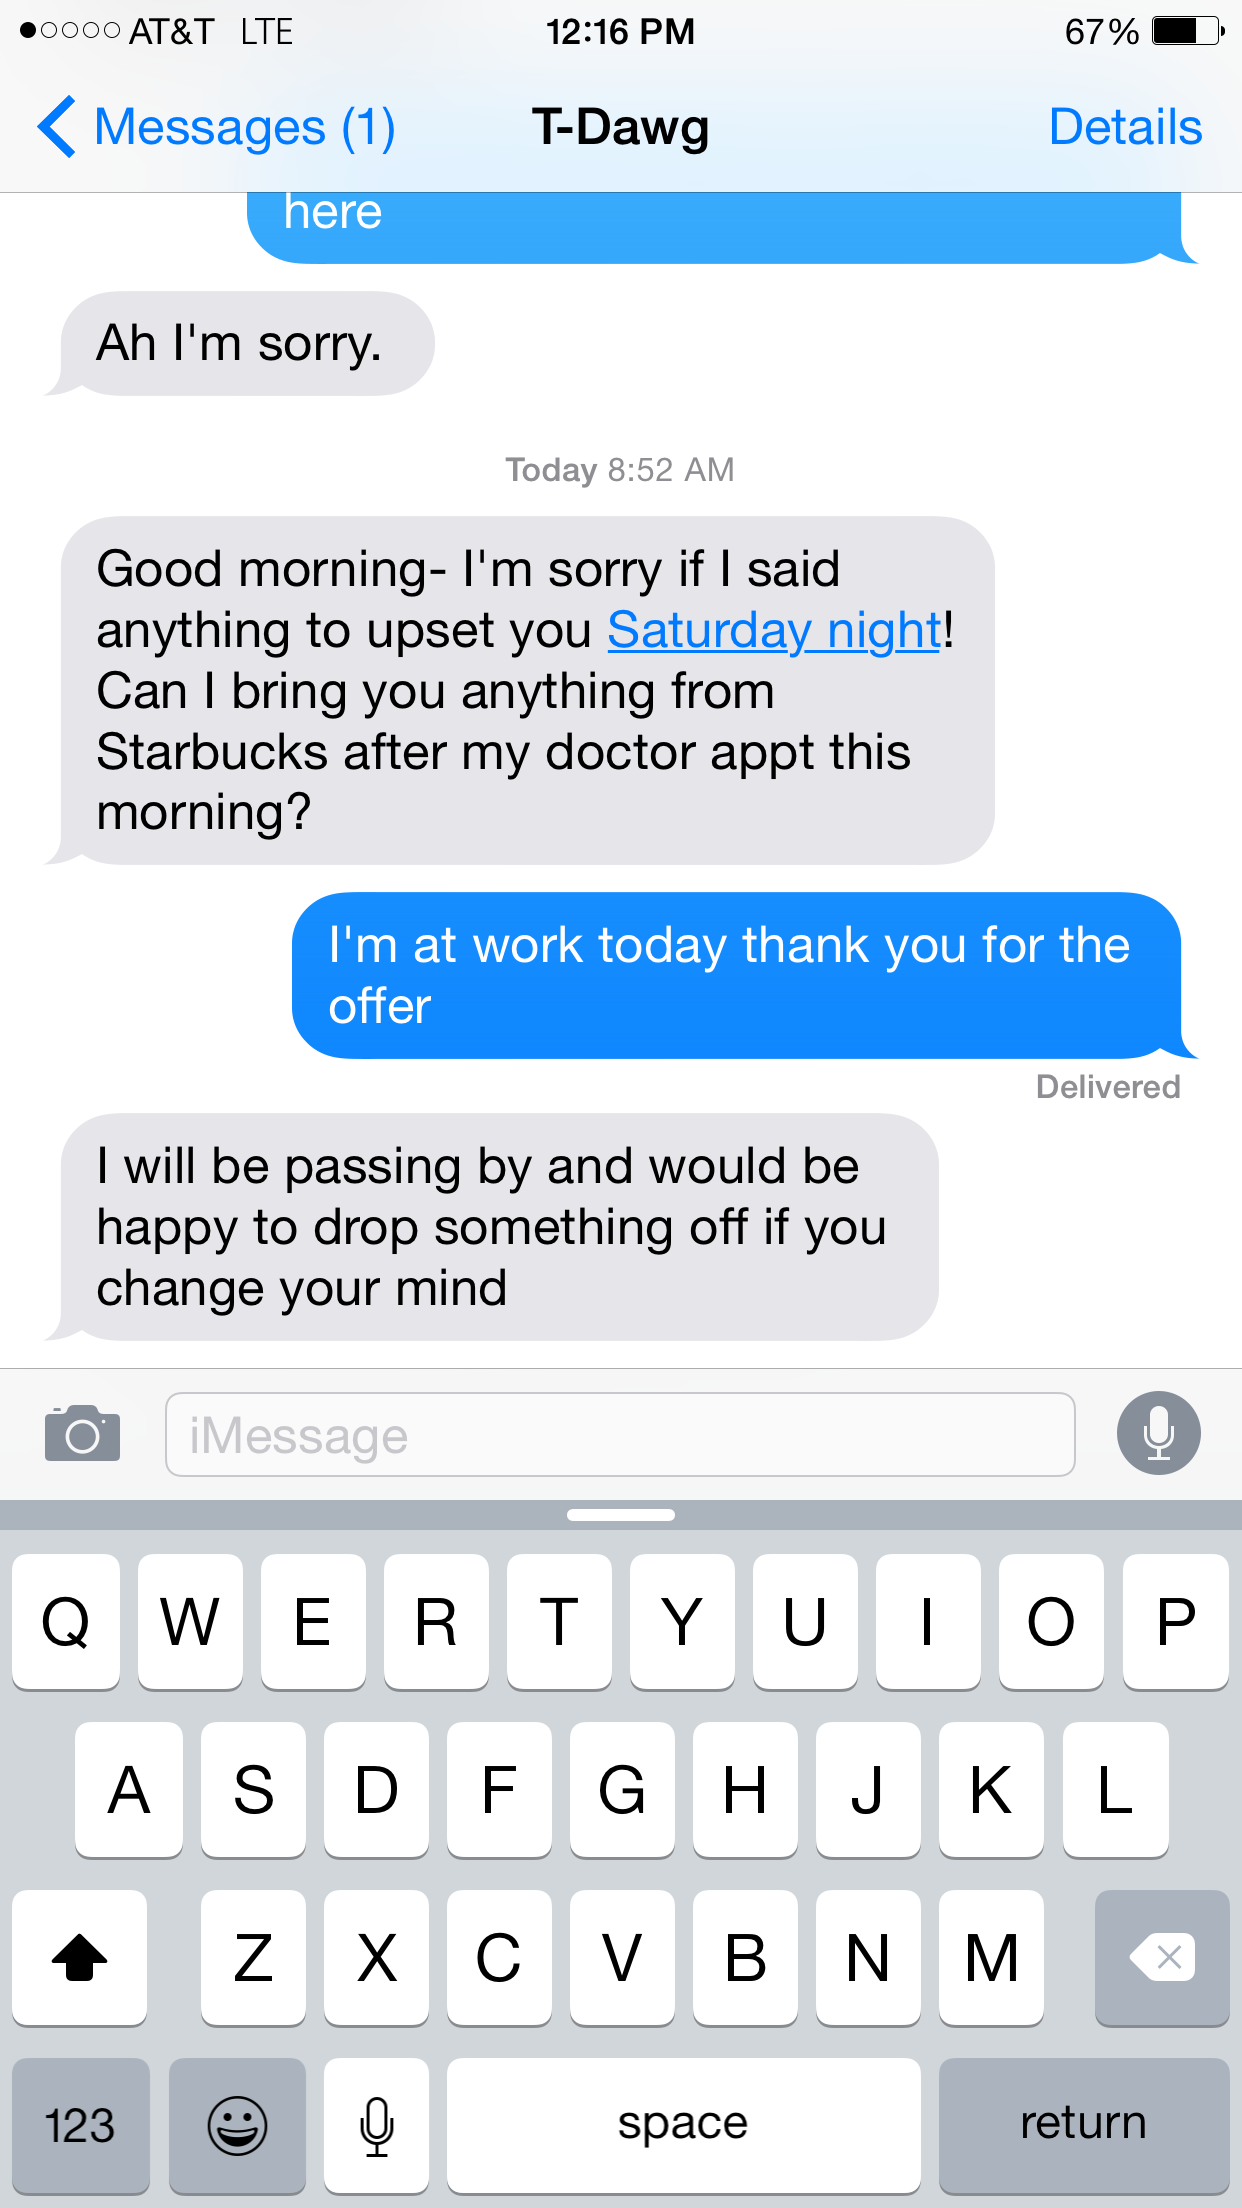 AT&T LTE 12:16 PM 67%
Messages (1) T-Dawg Details
here
Ah I'm sorry.
Today 8:52 AM
Good morning- I'm sorry if I said
anything to upset you Saturday night!
Can I bring you anything from
Starbucks after my doctor appt this
morning?
I'm at work today thank you for the
offer
Delivered
I will be passing by and would be
happy to drop something off if you
change your mind
iMessage
Q W E R T Y U I O P
A S D F G H J K L
Z X C V B N M
123 space return